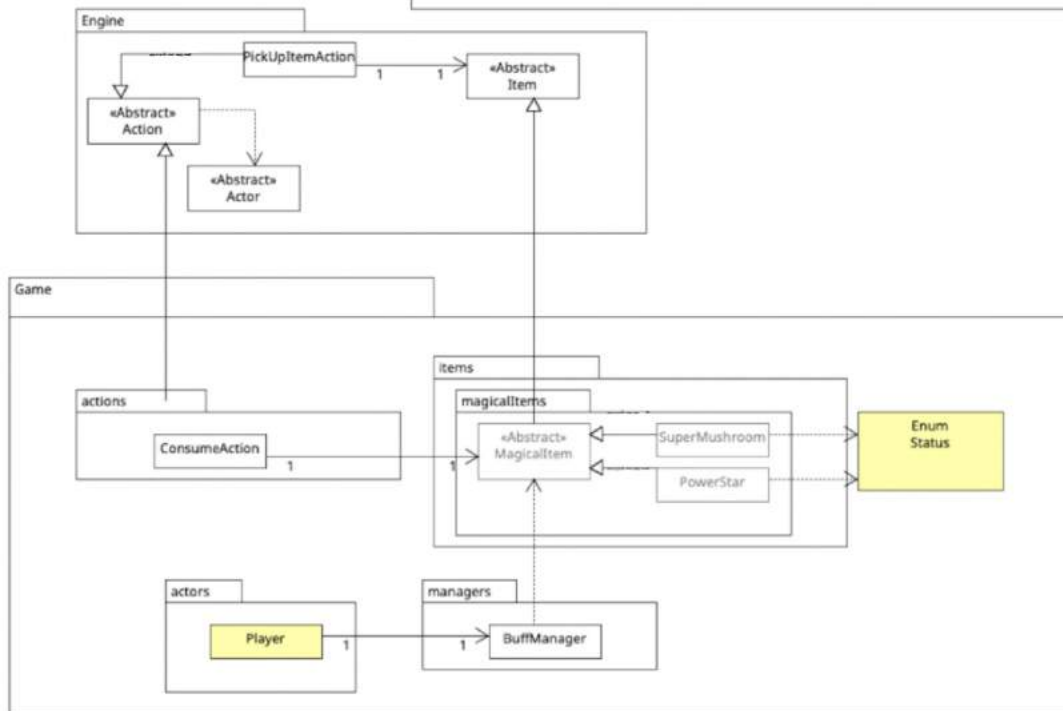 Engine
PickUpItemAction
1
1
«Abstract»
Item
«Abstract»
Action
«Abstract»
Actor
Game
items
actions
magicalItems
ConsumeAction
1
1
«Abstract»
MagicalItem
SuperMushroom
PowerStar
Enum
Status
actors
managers
Player
1
1
BuffManager